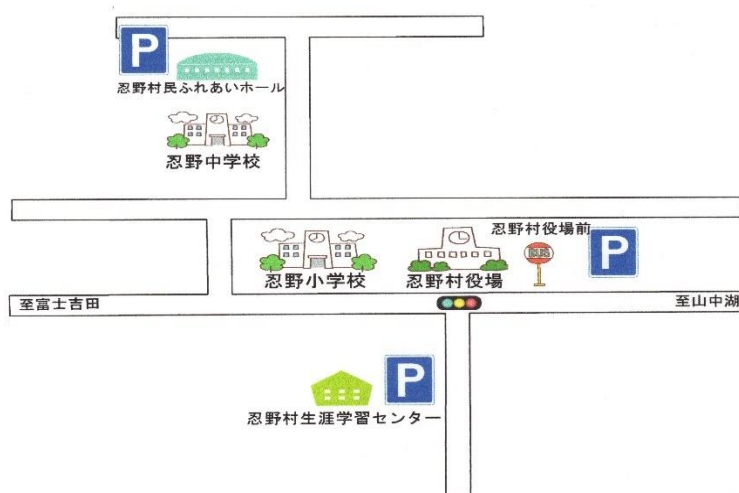 P
忍野村民ふれあいホール
忍野中学校
忍野村役場前
BUS
P
忍野小学校
忍野村役場
至富士吉田
至山中湖
P
忍野村生涯学習センター